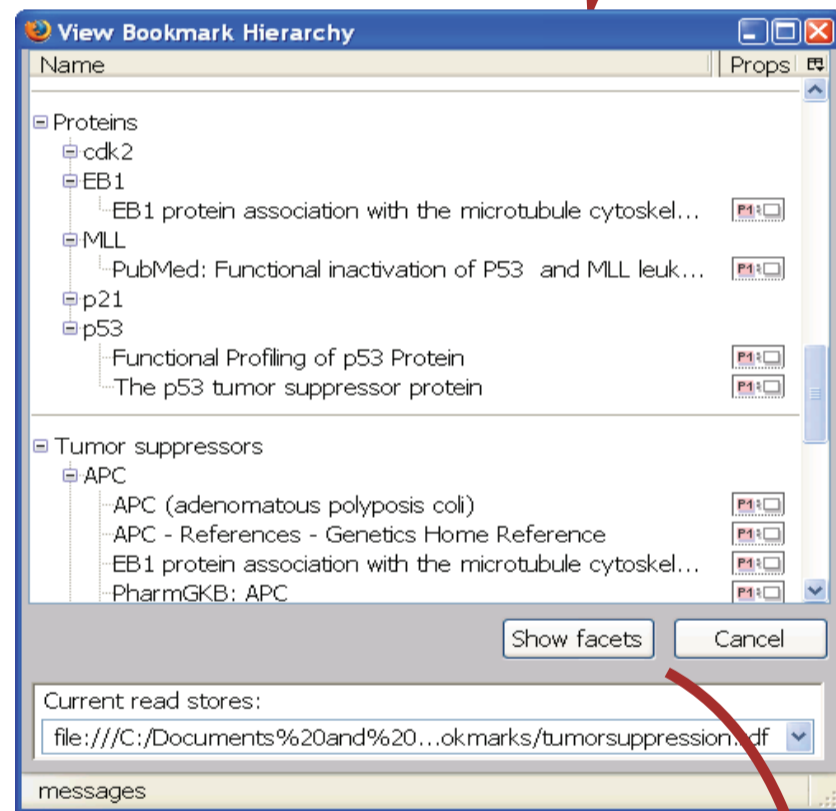 View Bookmark Hierarchy
Name Props
Proteins
cdk2
EB1
EB1 protein association with the microtubule cytoskel... P1
MLL
PubMed: Functional inactivation of P53 and MLL leuk... P1
p21
p53
Functional Profiling of p53 Protein P1
The p53 tumor suppressor protein P1
Tumor suppressors
APC
APC (adenomatous polyposis coli) P1
APC - References - Genetics Home Reference P1
EB1 protein association with the microtubule cytoskel... P1
PharmGKB: APC P1
Show facets Cancel
Current read stores:
file:///C:/Documents%20and%20...okmarks/tumorsuppression.rdf
messages